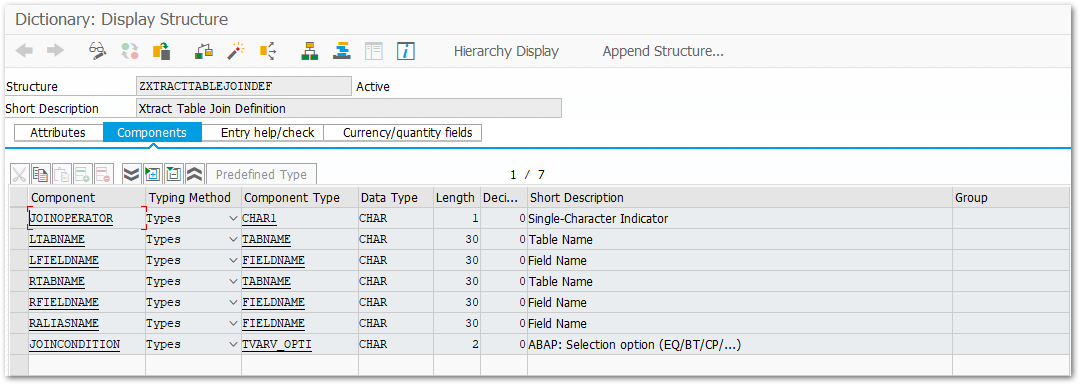 Dictionary: Display Structure
Hierarchy Display Append Structure...
Structure ZXTRACTTABLEJOINDEF Active
Short Description Xtract Table Join Definition
Attributes Components Entry help/check Currency/quantity fields
Predefined Type 1 / 7
Component Typing Method Component Type Data Type Length Deci... Short Description Group
JOINOPERATOR Types CHAR1 CHAR 1 0 Single-Character Indicator
LTABNAME Types TABNAME CHAR 30 0 Table Name
LFIELDNAME Types FIELDNAME CHAR 30 0 Field Name
RTABNAME Types TABNAME CHAR 30 0 Table Name
RFIELDNAME Types FIELDNAME CHAR 30 0 Field Name
RALIASNAME Types FIELDNAME CHAR 30 0 Field Name
JOINCONDITION Types TVARV_OPTI CHAR 2 0 ABAP: Selection option (EQ/BT/CP/...)